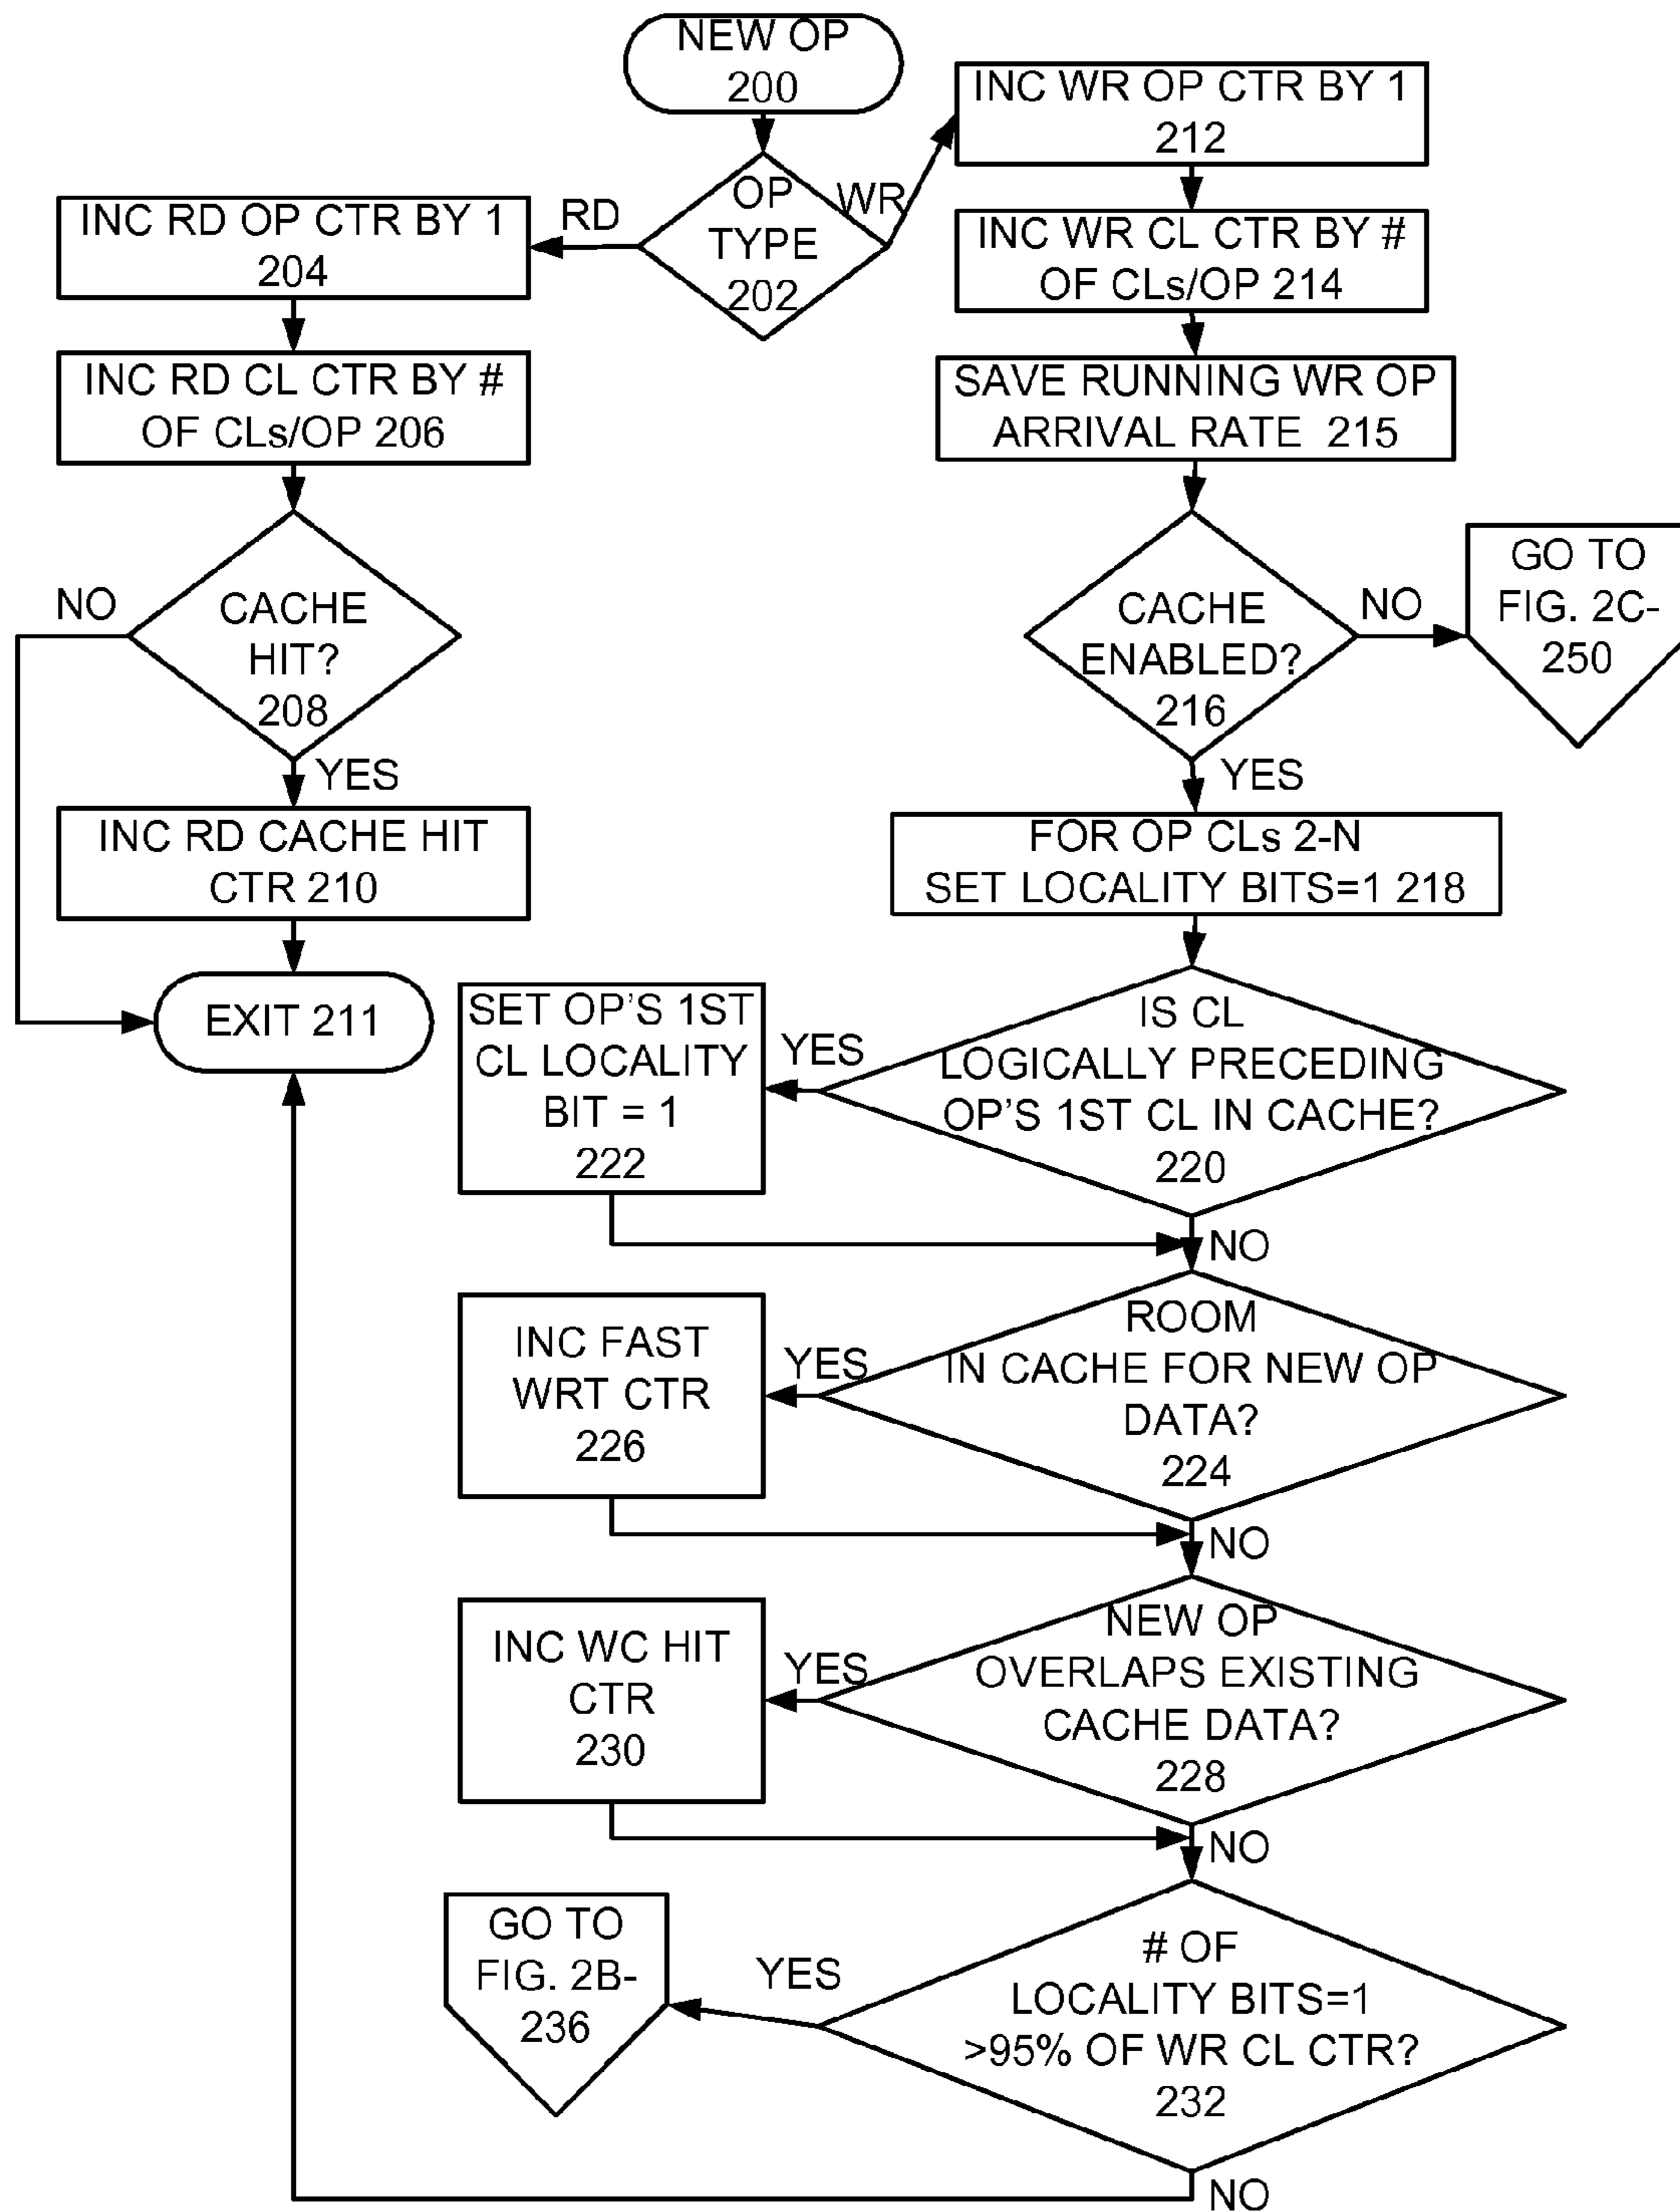 NEW OP
200
OP
TYPE
202
RD
WR
INC RD OP CTR BY 1
204
INC RD CL CTR BY #
OF CLs/OP 206
CACHE
HIT?
208
NO
YES
INC RD CACHE HIT
CTR 210
EXIT 211
INC WR OP CTR BY 1
212
INC WR CL CTR BY #
OF CLs/OP 214
SAVE RUNNING WR OP
ARRIVAL RATE 215
CACHE
ENABLED?
216
NO
GO TO
FIG. 2C-
250
YES
FOR OP CLs 2-N
SET LOCALITY BITS=1 218
IS CL
LOGICALLY PRECEDING
OP'S 1ST CL IN CACHE?
220
YES
SET OP'S 1ST
CL LOCALITY
BIT = 1
222
NO
ROOM
IN CACHE FOR NEW OP
DATA?
224
YES
INC FAST
WRT CTR
226
NO
NEW OP
OVERLAPS EXISTING
CACHE DATA?
228
YES
INC WC HIT
CTR
230
NO
# OF
LOCALITY BITS=1
>95% OF WR CL CTR?
232
YES
GO TO
FIG. 2B-
236
NO